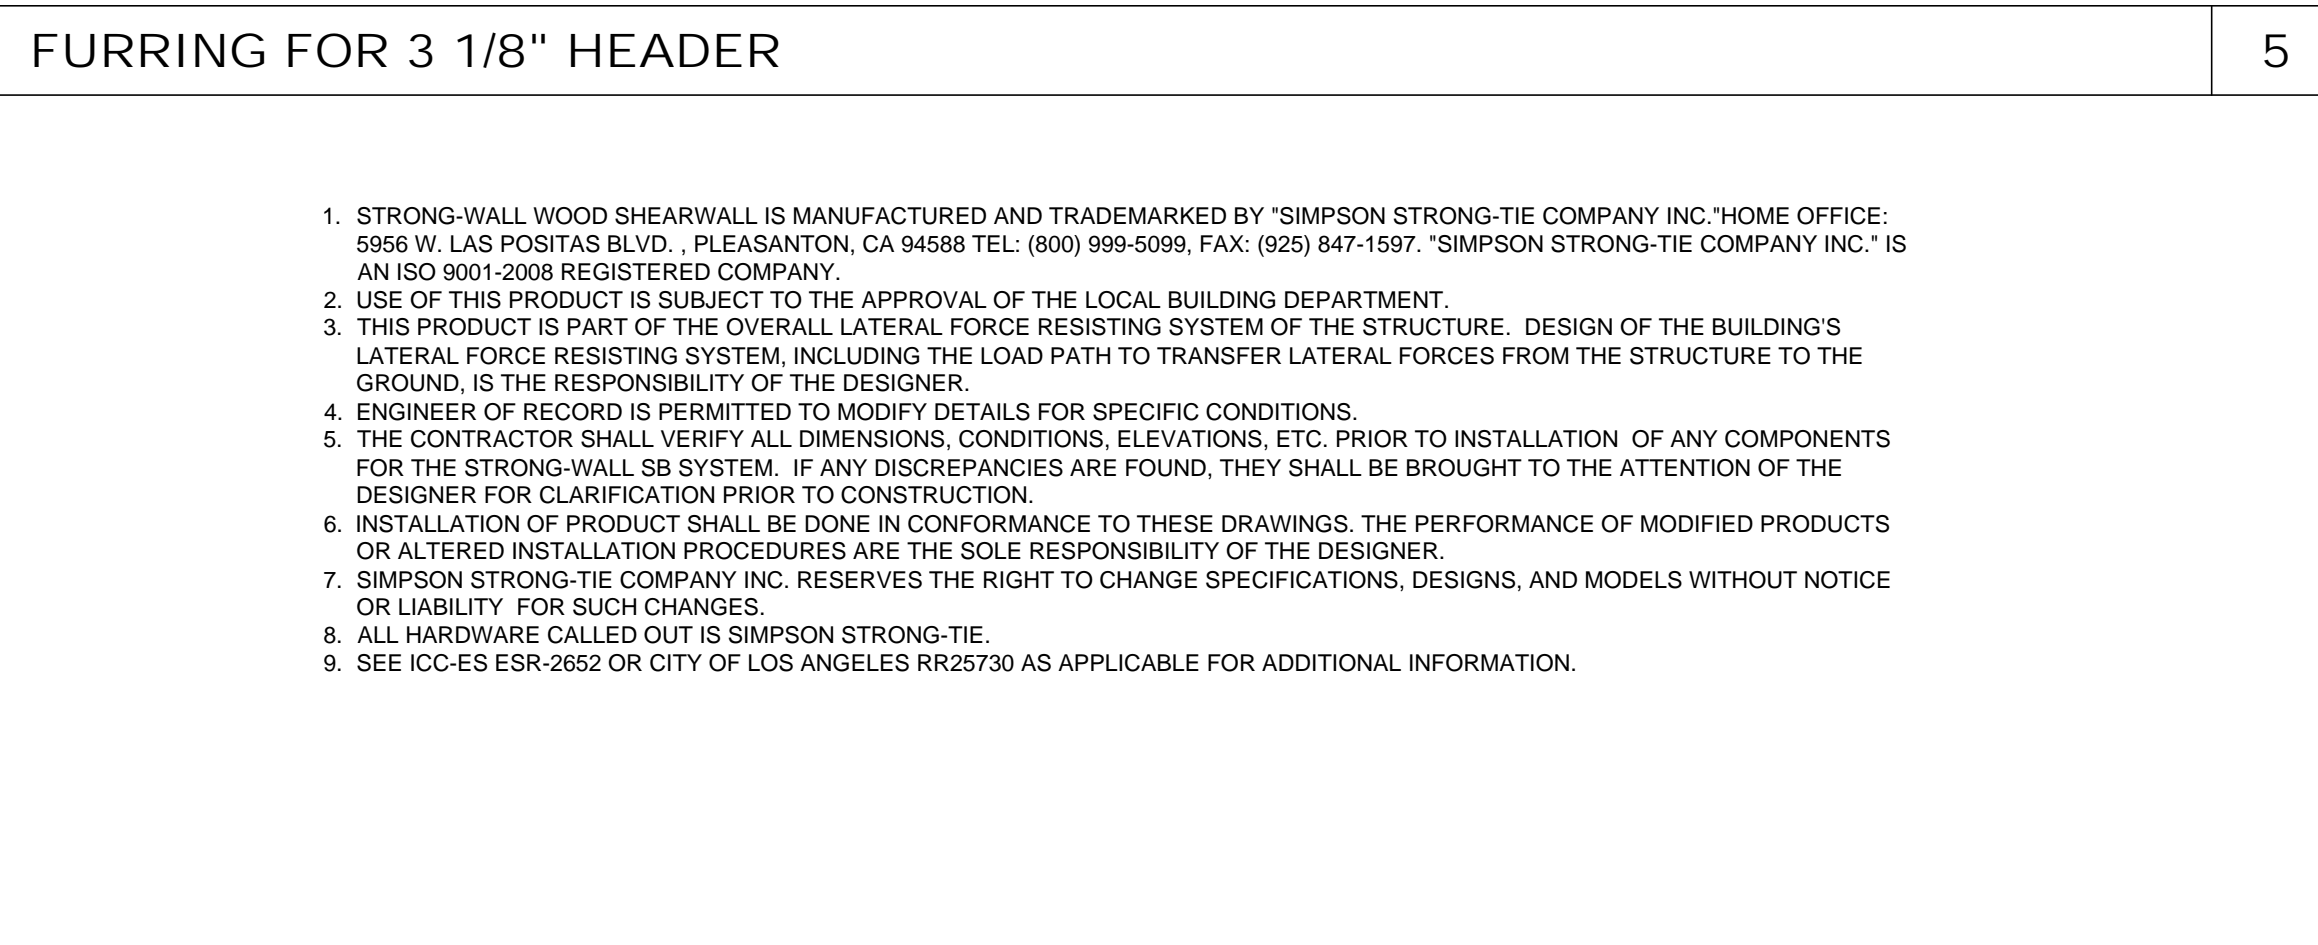 FURRING FOR 3 1/8" HEADER
5
1. STRONG-WALL WOOD SHEARWALL IS MANUFACTURED AND TRADEMARKED BY "SIMPSON STRONG-TIE COMPANY INC."HOME OFFICE:
5956 W. LAS POSITAS BLVD. , PLEASANTON, CA 94588 TEL: (800) 999-5099, FAX: (925) 847-1597. "SIMPSON STRONG-TIE COMPANY INC." IS
AN ISO 9001-2008 REGISTERED COMPANY.
2. USE OF THIS PRODUCT IS SUBJECT TO THE APPROVAL OF THE LOCAL BUILDING DEPARTMENT.
3. THIS PRODUCT IS PART OF THE OVERALL LATERAL FORCE RESISTING SYSTEM OF THE STRUCTURE.  DESIGN OF THE BUILDING'S
LATERAL FORCE RESISTING SYSTEM, INCLUDING THE LOAD PATH TO TRANSFER LATERAL FORCES FROM THE STRUCTURE TO THE
GROUND, IS THE RESPONSIBILITY OF THE DESIGNER.
4. ENGINEER OF RECORD IS PERMITTED TO MODIFY DETAILS FOR SPECIFIC CONDITIONS.
5. THE CONTRACTOR SHALL VERIFY ALL DIMENSIONS, CONDITIONS, ELEVATIONS, ETC. PRIOR TO INSTALLATION  OF ANY COMPONENTS
FOR THE STRONG-WALL SB SYSTEM.  IF ANY DISCREPANCIES ARE FOUND, THEY SHALL BE BROUGHT TO THE ATTENTION OF THE
DESIGNER FOR CLARIFICATION PRIOR TO CONSTRUCTION.
6. INSTALLATION OF PRODUCT SHALL BE DONE IN CONFORMANCE TO THESE DRAWINGS. THE PERFORMANCE OF MODIFIED PRODUCTS
OR ALTERED INSTALLATION PROCEDURES ARE THE SOLE RESPONSIBILITY OF THE DESIGNER.
7. SIMPSON STRONG-TIE COMPANY INC. RESERVES THE RIGHT TO CHANGE SPECIFICATIONS, DESIGNS, AND MODELS WITHOUT NOTICE
OR LIABILITY  FOR SUCH CHANGES.
8. ALL HARDWARE CALLED OUT IS SIMPSON STRONG-TIE.
9. SEE ICC-ES ESR-2652 OR CITY OF LOS ANGELES RR25730 AS APPLICABLE FOR ADDITIONAL INFORMATION.